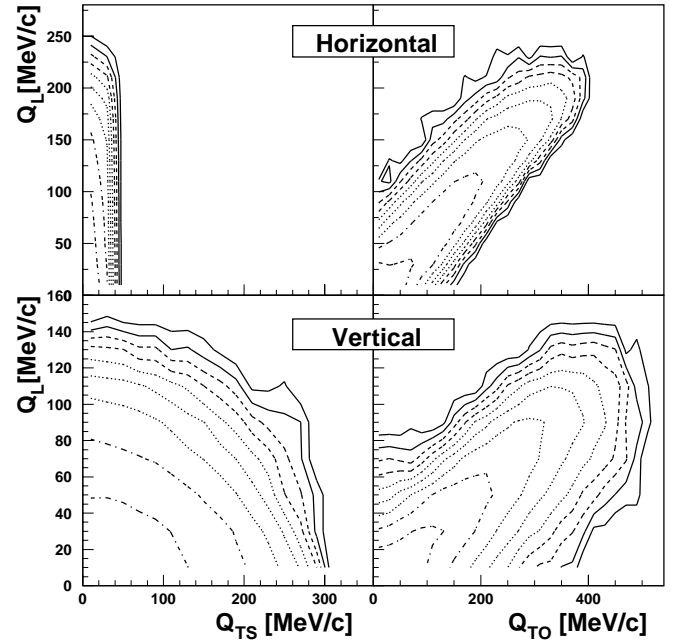 Q_L [MeV/c]
250
200
150
100
50
Horizontal
Q_L [MeV/c]
160
140
120
100
80
60
40
20
0
Vertical
0 100 200 300
0 200 400
Q_TS [MeV/c]
Q_TO [MeV/c]